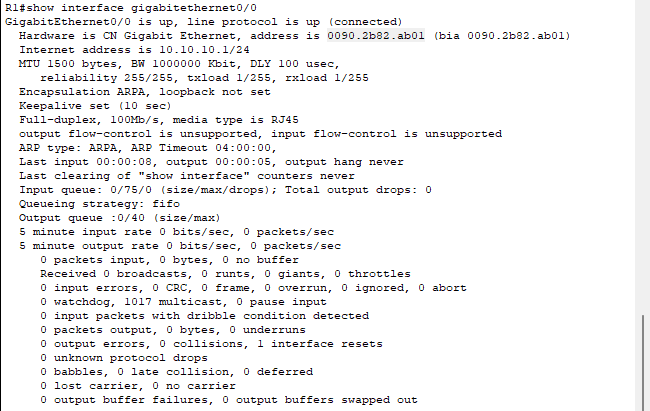 R1#show interface gigabitethernet0/0
GigabitEthernet0/0 is up, line protocol is up (connected)
Hardware is CN Gigabit Ethernet, address is 0090.2b82.ab01 (bia 0090.2b82.ab01)
Internet address is 10.10.10.1/24
MTU 1500 bytes, BW 1000000 Kbit, DLY 100 usec,
reliability 255/255, txload 1/255, rxload 1/255
Encapsulation ARPA, loopback not set
Keepalive set (10 sec)
Full-duplex, 100Mb/s, media type is RJ45
output flow-control is unsupported, input flow-control is unsupported
ARP type: ARPA, ARP Timeout 04:00:00,
Last input 00:00:08, output 00:00:05, output hang never
Last clearing of "show interface" counters never
Input queue: 0/75/0 (size/max/drops); Total output drops: 0
Queueing strategy: fifo
Output queue :0/40 (size/max)
5 minute input rate 0 bits/sec, 0 packets/sec
5 minute output rate 0 bits/sec, 0 packets/sec
0 packets input, 0 bytes, 0 no buffer
Received 0 broadcasts, 0 runts, 0 giants, 0 throttles
0 input errors, 0 CRC, 0 frame, 0 overrun, 0 ignored, 0 abort
0 watchdog, 1017 multicast, 0 pause input
0 input packets with dribble condition detected
0 packets output, 0 bytes, 0 underruns
0 output errors, 0 collisions, 1 interface resets
0 unknown protocol drops
0 babbles, 0 late collision, 0 deferred
0 lost carrier, 0 no carrier
0 output buffer failures, 0 output buffers swapped out